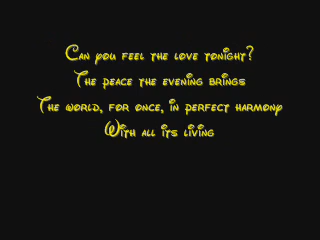 Can you feel the love tonight?
The peace the evening brings
The world, for once, in perfect harmony
With all its living